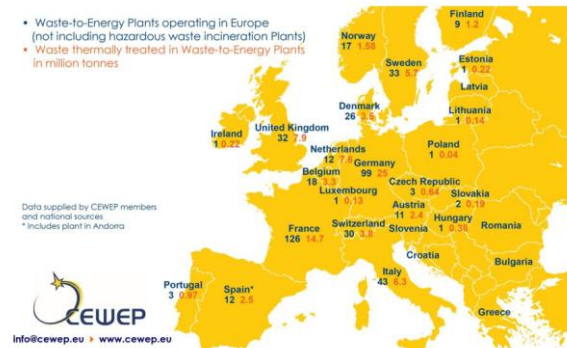 • Waste-to-Energy Plants operating in Europe
(not including hazardous waste incineration Plants)
• Waste thermally treated in Waste-to-Energy Plants
in million tonnes
Finland
9 1.2
Norway
17 1.58
Sweden
33 5.7
Estonia
1 0.22
Latvia
Denmark
26 3.5
Lithuania
1 0.14
Ireland
1 0.22
United Kingdom
32 7.9
Netherlands
12 7.6
Poland
1 0.04
Germany
99 25
Belgium
18 3.3
Luxembourg
1 0.13
Czech Republic
3 0.64
Slovakia
2 0.19
Austria
11 2.4
Hungary
1 0.38
France
126 14.7
Switzerland
30 3.8
Slovenia
Romania
Croatia
Bulgaria
Italy
43 6.3
Portugal
3 0.97
Spain*
12 2.5
Greece
Data supplied by CEWEP members
and national sources
* Includes plant in Andorra
CEWEP
info@cewep.eu ▸ www.cewep.eu